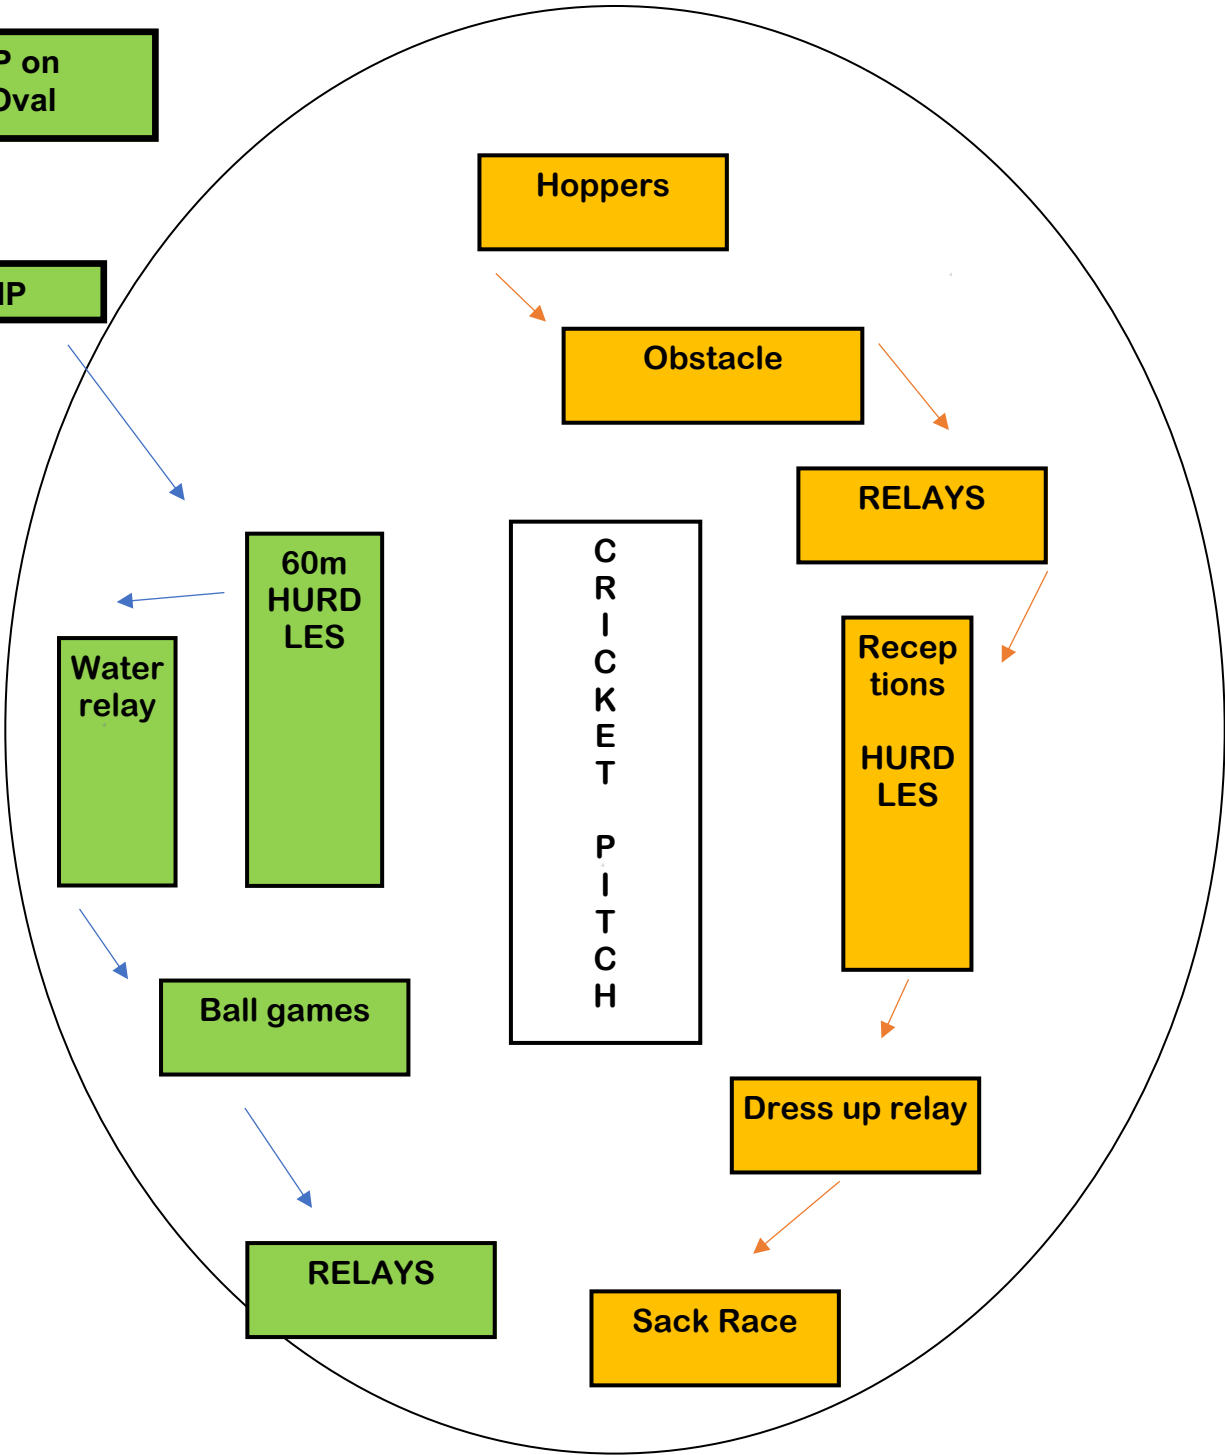 P on
Oval
Hoppers
IP
Obstacle
RELAYS
60m
HURD
LES
C
R
I
C
K
E
T
P
I
T
C
H
Recep
tions
HURD
LES
Water
relay
Ball games
Dress up relay
RELAYS
Sack Race